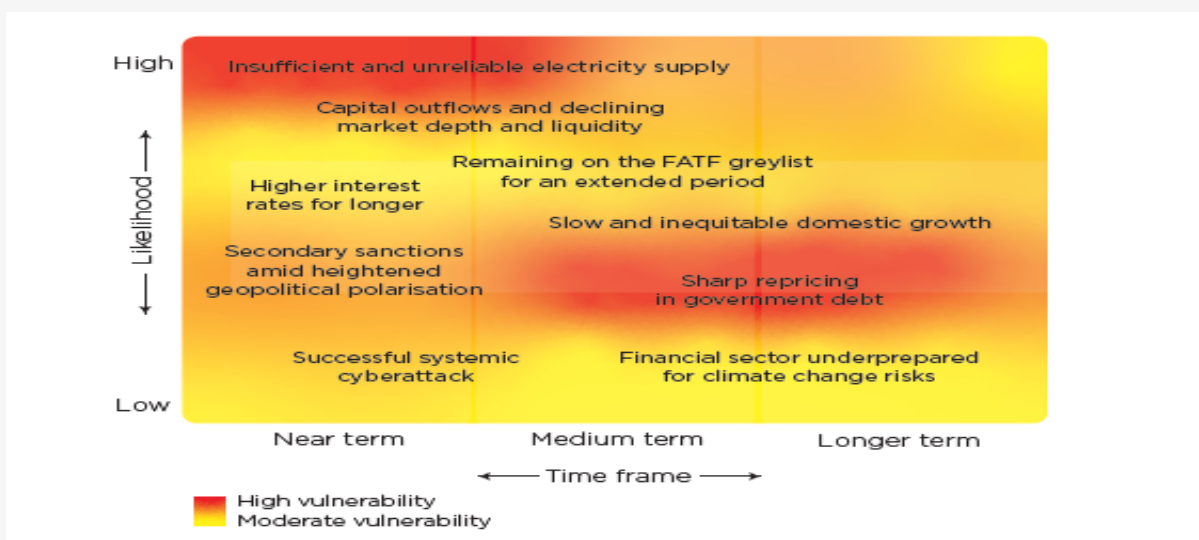 High
Insufficient and unreliable electricity supply
Capital outflows and declining
market depth and liquidity
Remaining on the FATF greylist
for an extended period
Higher interest
rates for longer
Slow and inequitable domestic growth
Likelihood
Secondary sanctions
amid heightened
geopolitical polarisation
Sharp repricing
in government debt
Successful systemic
cyberattack
Financial sector underprepared
for climate change risks
Low
Near term
Medium term
Longer term
Time frame
High vulnerability
Moderate vulnerability